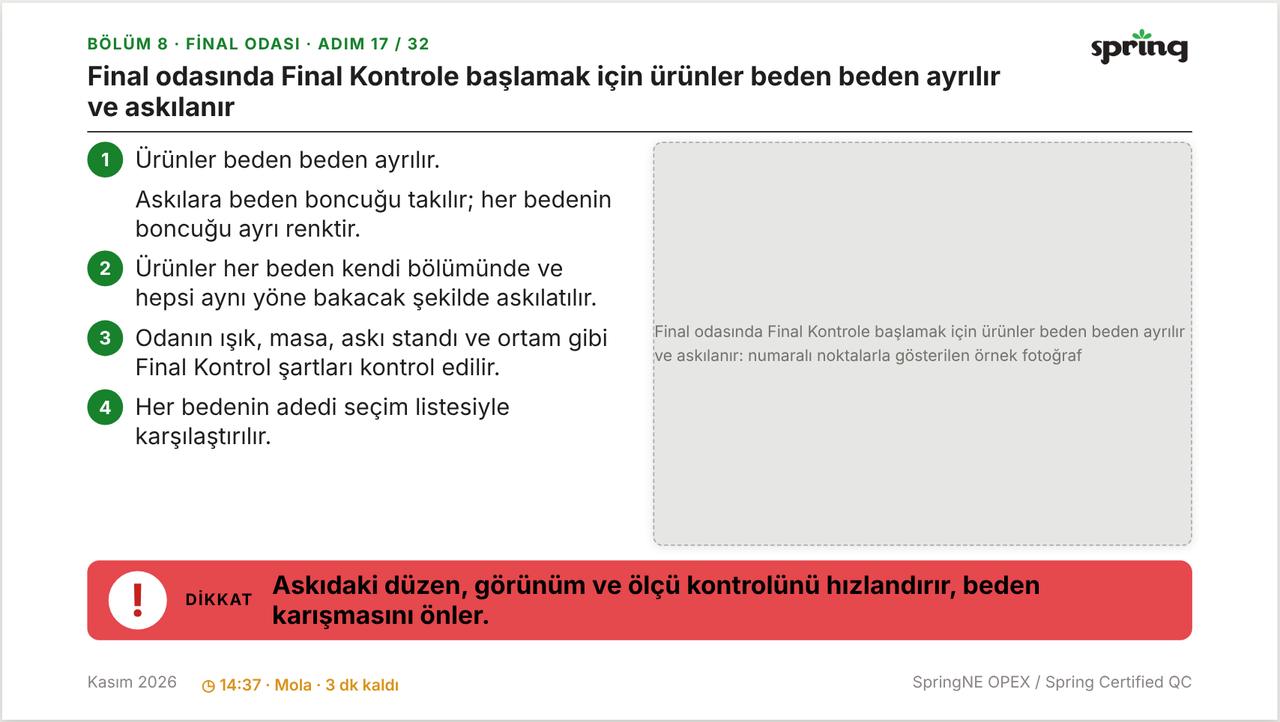 BÖLÜM 8 · FİNAL ODASI · ADIM 17 / 32
spring
Final odasında Final Kontrole başlamak için ürünler beden beden ayrılır
ve askılanır
1 Ürünler beden beden ayrılır.
Askılara beden boncuğu takılır; her bedenin
boncuğu ayrı renktir.
2 Ürünler her beden kendi bölümünde ve
hepsi aynı yöne bakacak şekilde askılatılır.
3 Odanın ışık, masa, askı standı ve ortam gibi
Final Kontrol şartları kontrol edilir.
4 Her bedenin adedi seçim listesiyle
karşılaştırılır.
Final odasında Final Kontrole başlamak için ürünler beden beden ayrılır
ve askılanır: numaralı noktalarla gösterilen örnek fotoğraf
! DİKKAT Askıdaki düzen, görünüm ve ölçü kontrolünü hızlandırır, beden
karışmasını önler.
Kasım 2026 14:37 · Mola · 3 dk kaldı SpringNE OPEX / Spring Certified QC